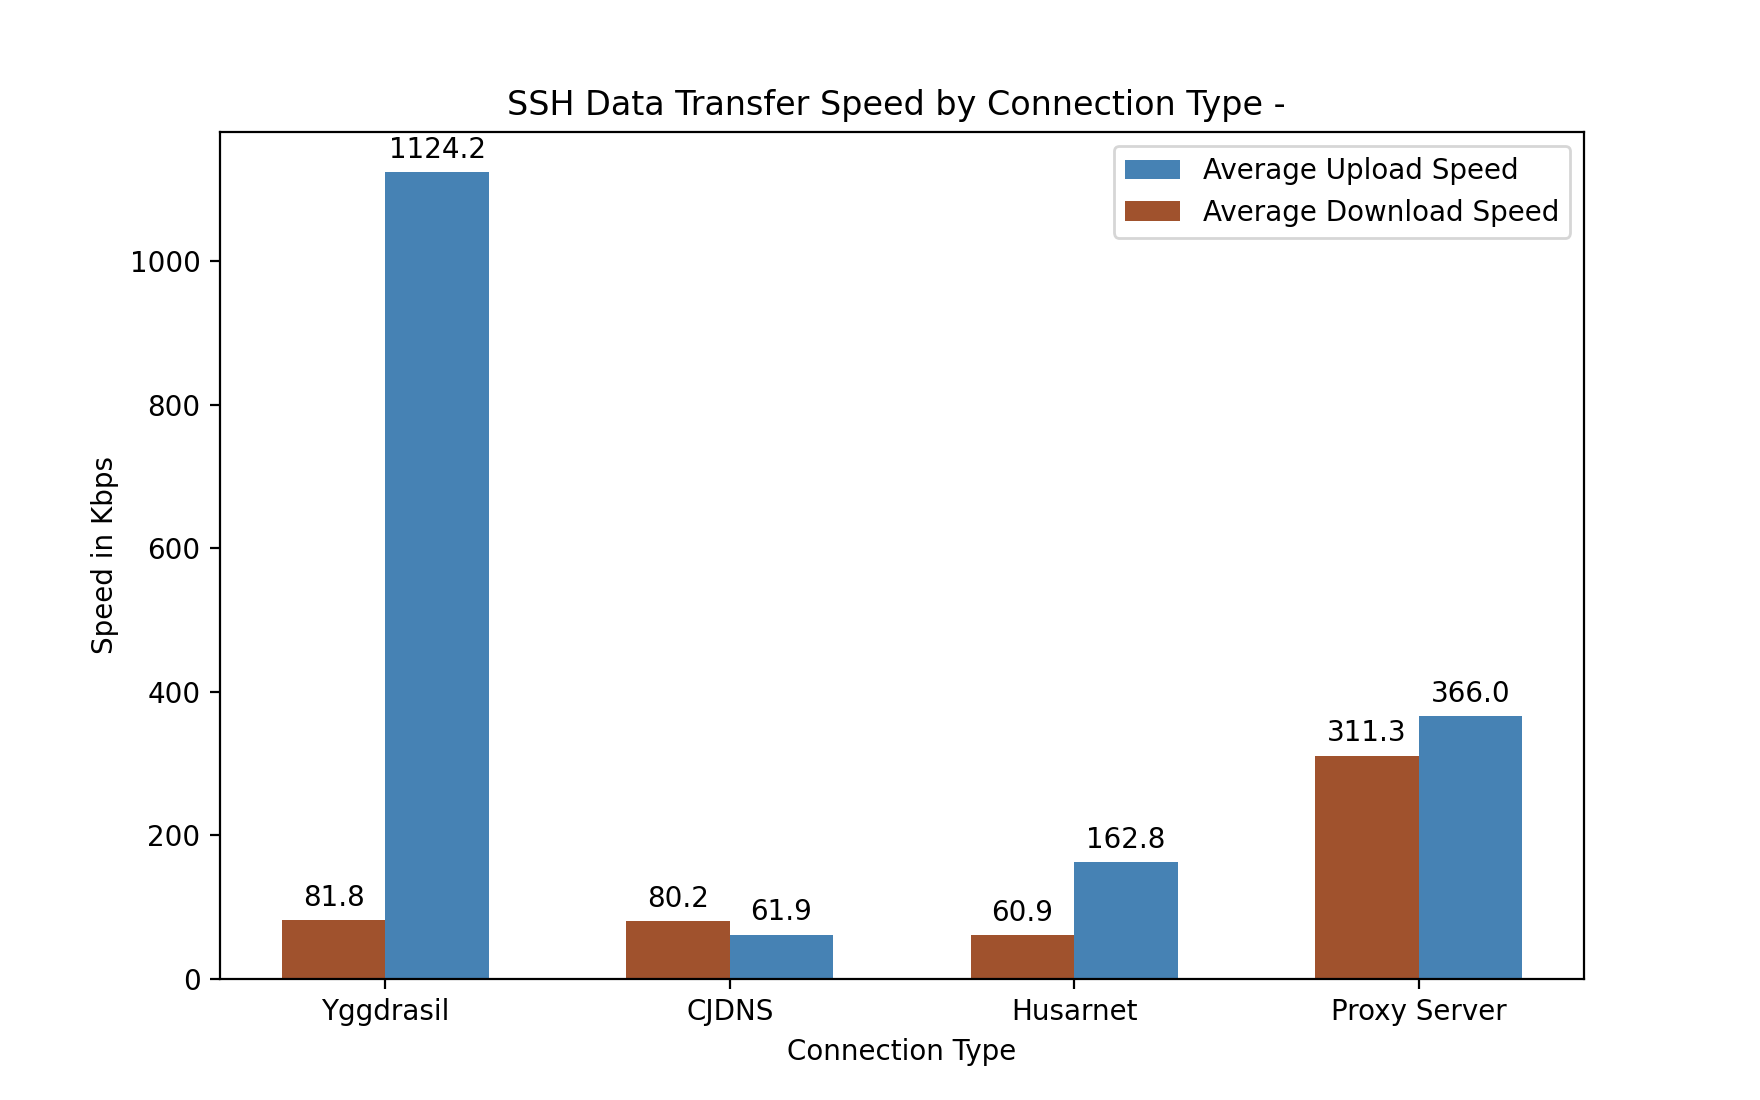 SSH Data Transfer Speed by Connection Type -
1124.2
Average Upload Speed
Average Download Speed
1000
800
600
400
200
0
Speed in Kbps
81.8
80.2
61.9
60.9
162.8
311.3
366.0
Yggdrasil
CJDNS
Husarnet
Proxy Server
Connection Type